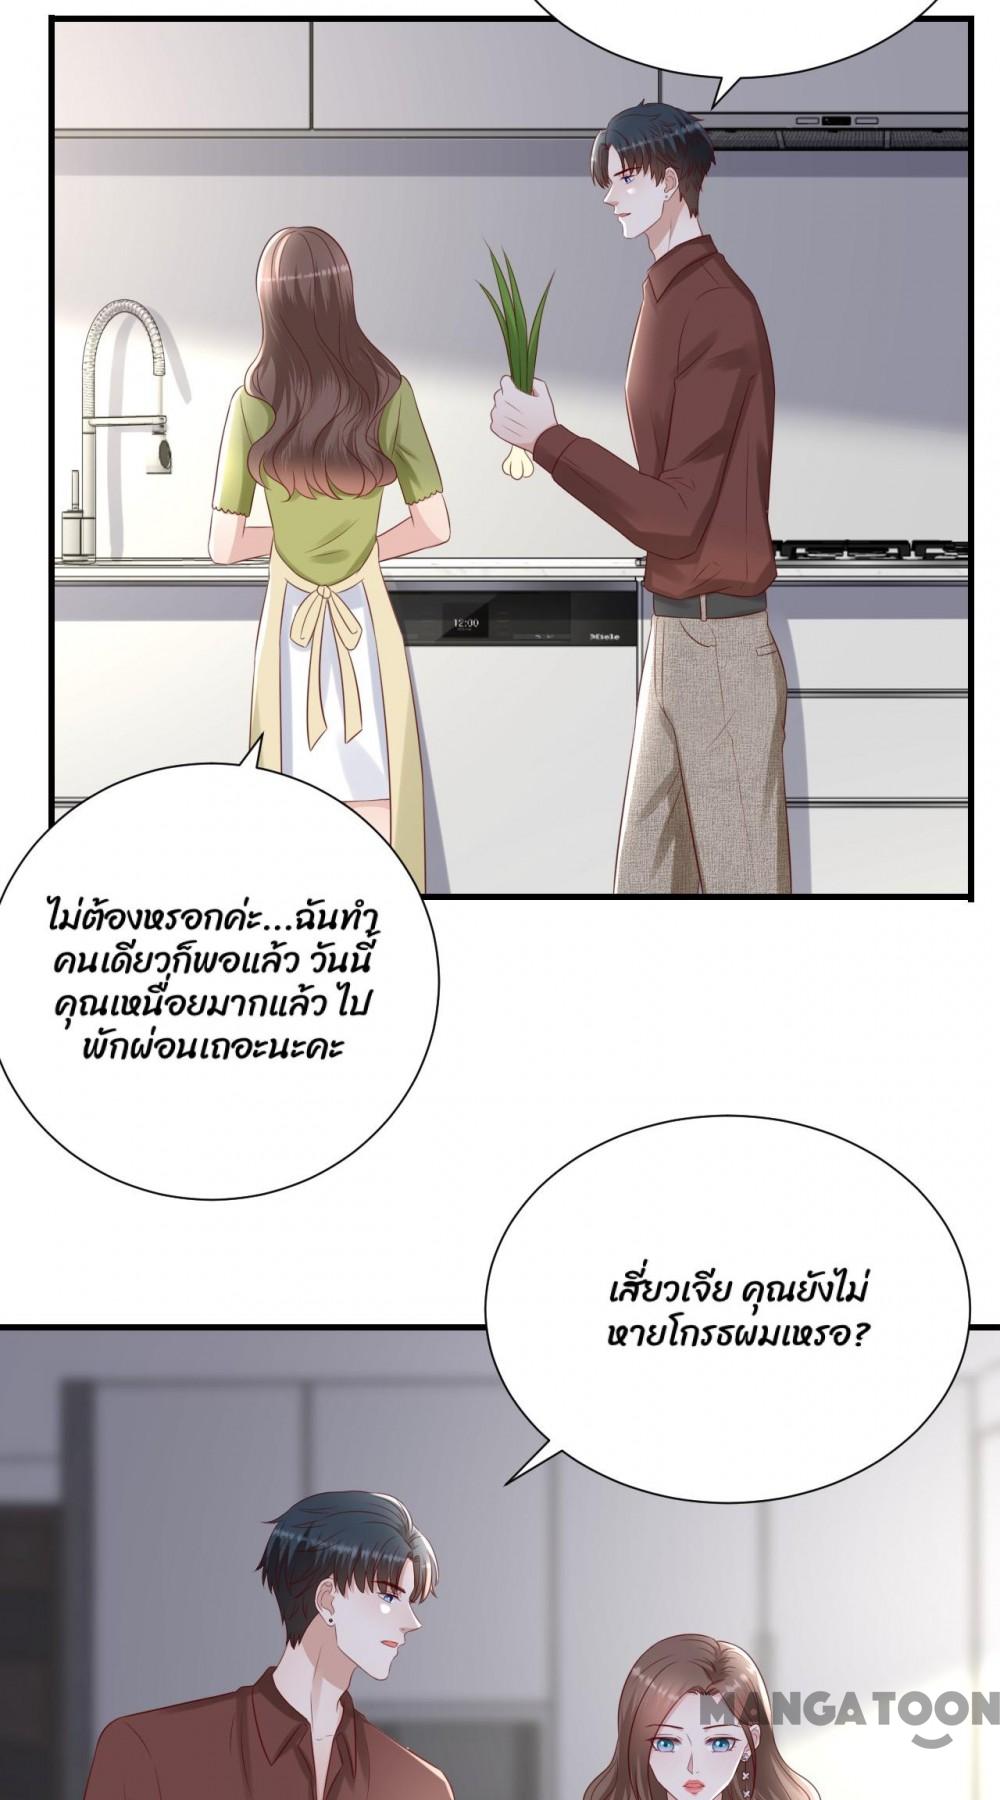 12:00
Miele
ไม่ต้องหรอกค่ะ...ฉันทำ
คนเดียวก็พอแล้ว วันนี้
คุณเหนื่อยมากแล้ว ไป
พักผ่อนเถอะนะคะ
เสี่ยวเจีย คุณยังไม่
หายโกรธผมเหรอ?
MANGATOON